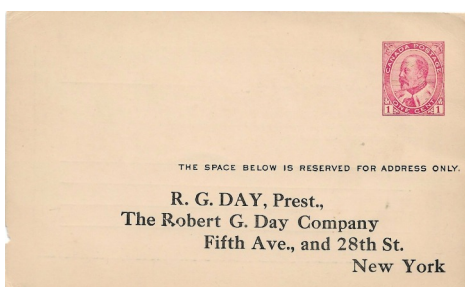 CANADA POSTAGE
1 ONE CENT 1
THE SPACE BELOW IS RESERVED FOR ADDRESS ONLY.
R. G. DAY, Prest.,
The Robert G. Day Company
Fifth Ave., and 28th St.
New York